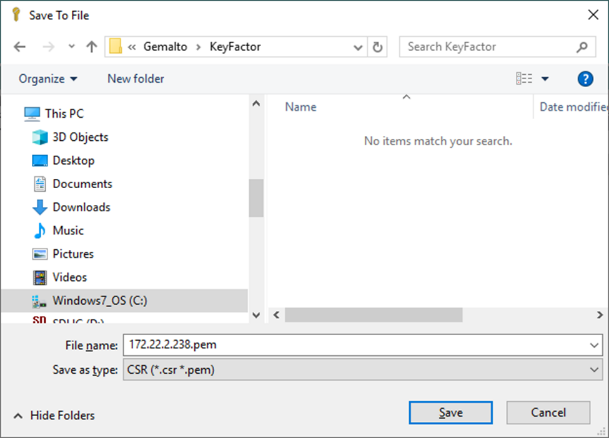 Save To File
« Gemalto > KeyFactor
Search KeyFactor
Organize
New folder
Name
Date modifie
No items match your search.
This PC
3D Objects
Desktop
Documents
Downloads
Music
Pictures
Videos
Windows7_OS (C:)
File name:
172.22.2.238.pem
Save as type:
CSR (*.csr *.pem)
Hide Folders
Save
Cancel